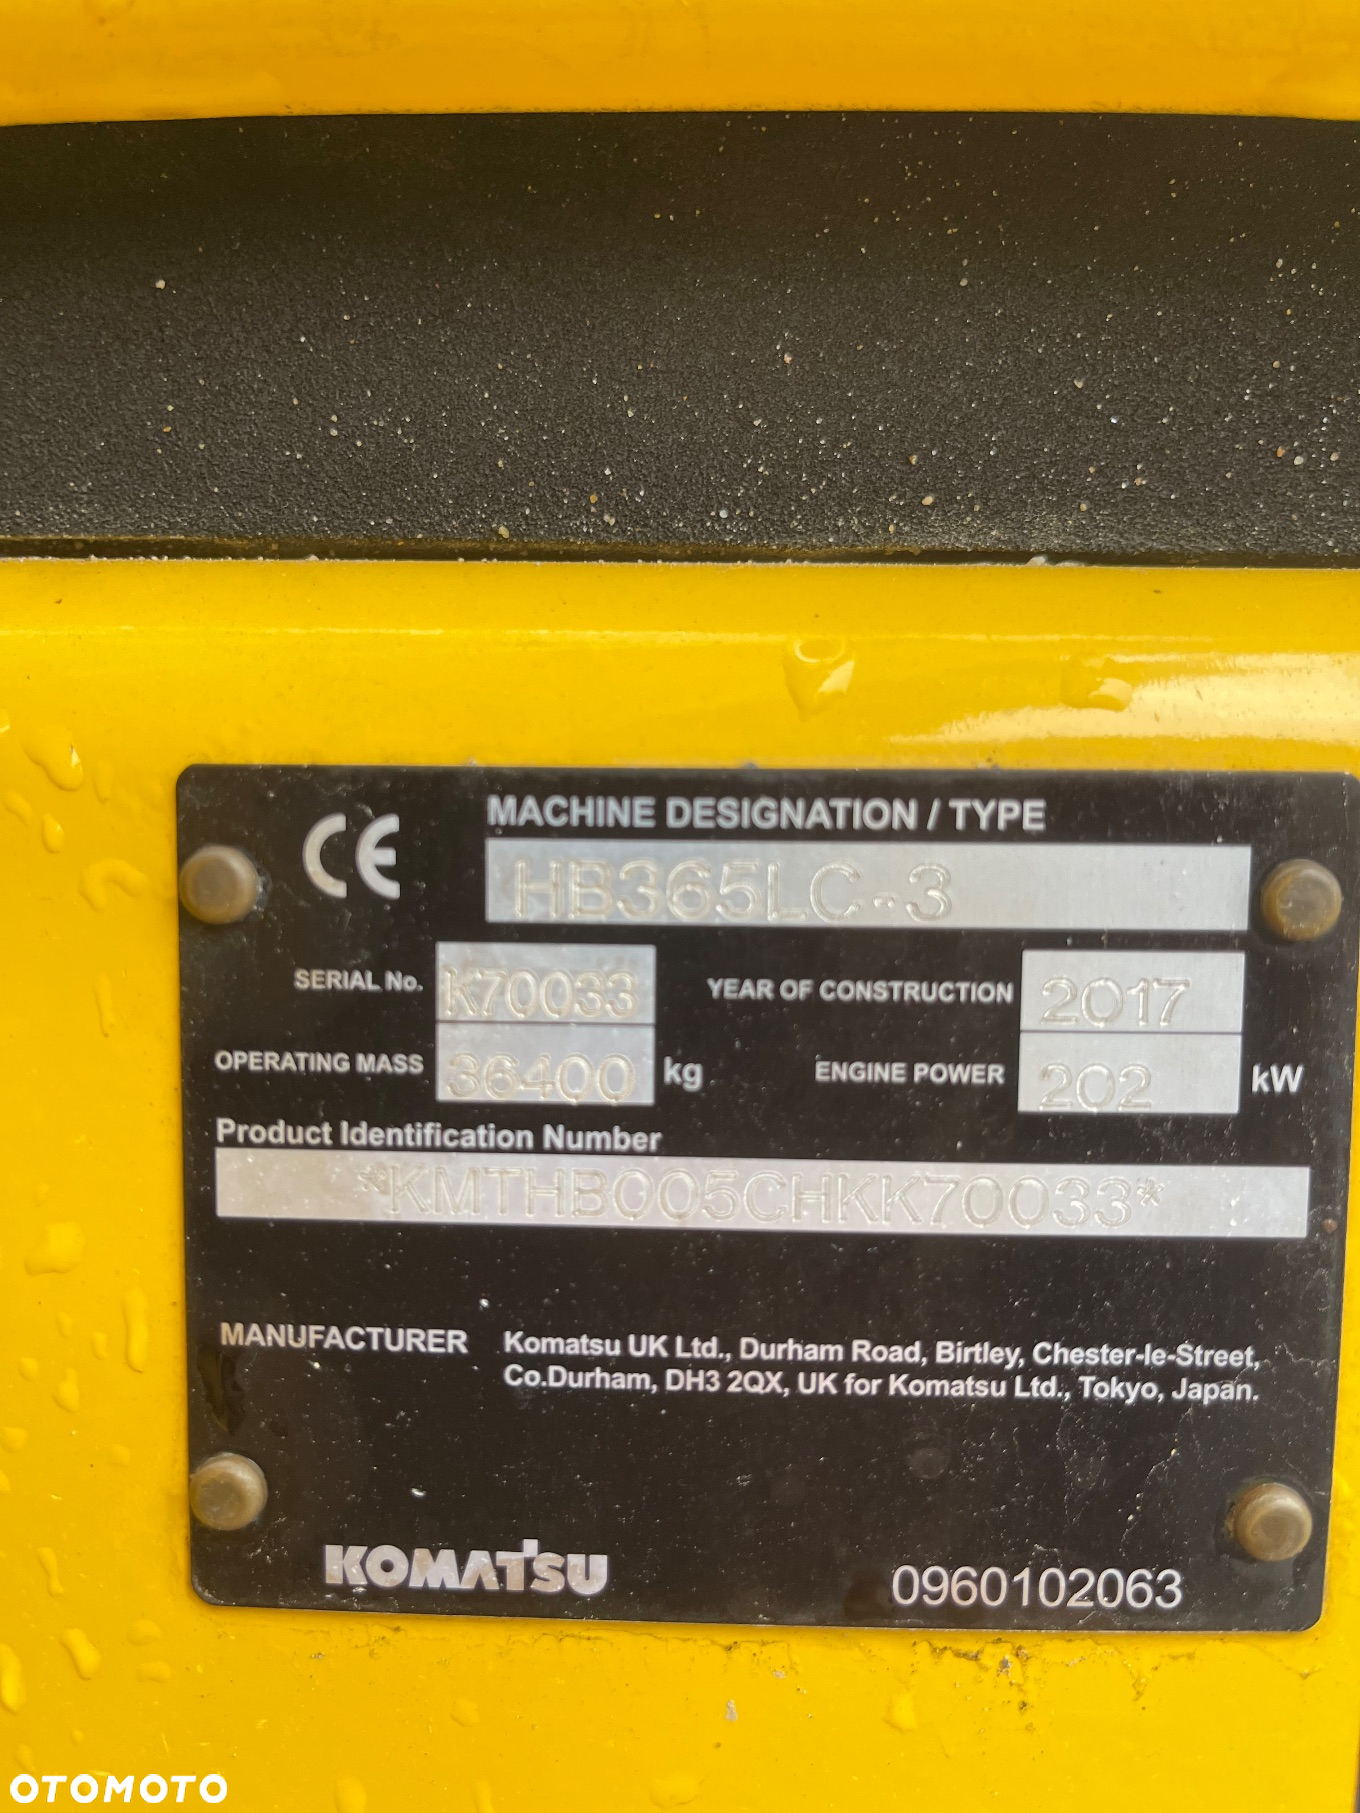 CE
MACHINE DESIGNATION / TYPE
HB365LC-3
SERIAL No. K70033 YEAR OF CONSTRUCTION 2017
OPERATING MASS 36400 kg ENGINE POWER 202 kW
Product Identification Number
*KMTHB005CHKK70033*
MANUFACTURER Komatsu UK Ltd., Durham Road, Birtley, Chester-le-Street,
Co.Durham, DH3 2QX, UK for Komatsu Ltd., Tokyo, Japan.
KOMATSU 0960102063
OTOMOTO